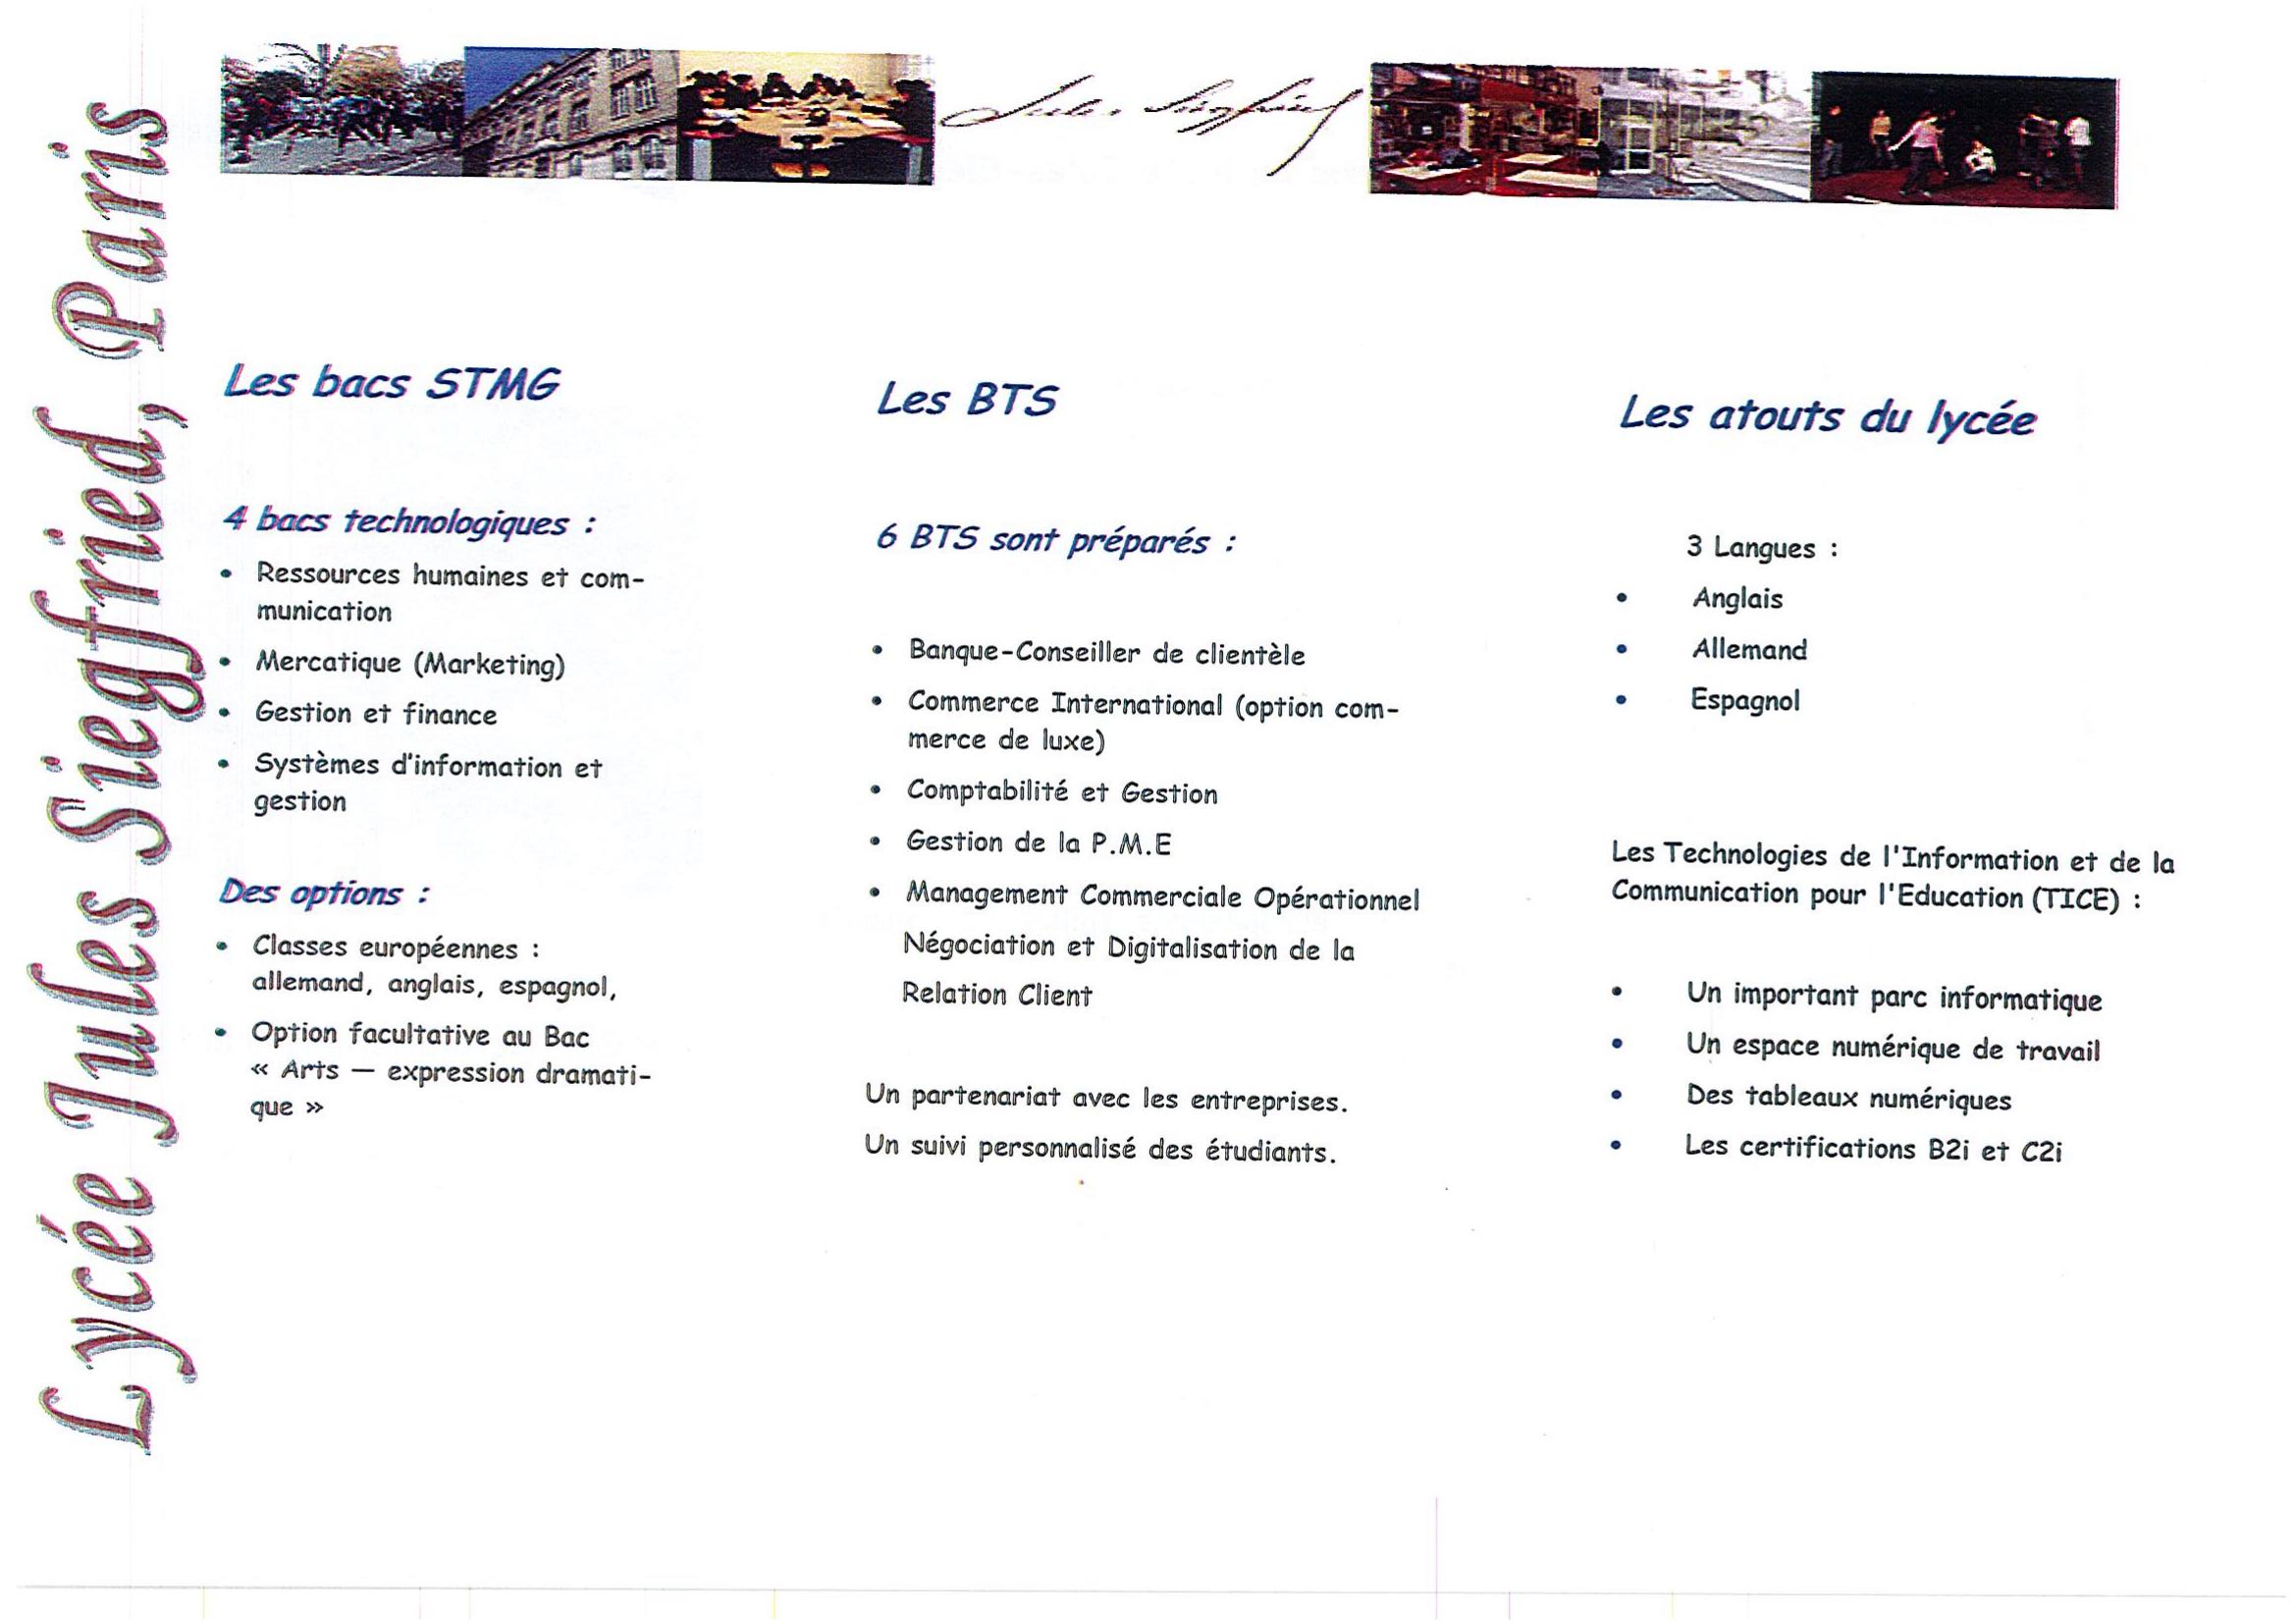 Lycée Jules Siegfried, Paris
Jules Siegfried
Les bacs STMG
4 bacs technologiques :
• Ressources humaines et com-
munication
• Mercatique (Marketing)
• Gestion et finance
• Systèmes d'information et
gestion
Des options :
• Classes européennes :
allemand, anglais, espagnol,
• Option facultative au Bac
« Arts — expression dramati-
que »
Les BTS
6 BTS sont préparés :
• Banque-Conseiller de clientèle
• Commerce International (option com-
merce de luxe)
• Comptabilité et Gestion
• Gestion de la P.M.E
• Management Commerciale Opérationnel
Négociation et Digitalisation de la
Relation Client
Un partenariat avec les entreprises.
Un suivi personnalisé des étudiants.
Les atouts du lycée
3 Langues :
• Anglais
• Allemand
• Espagnol
Les Technologies de l'Information et de la
Communication pour l'Education (TICE) :
• Un important parc informatique
• Un espace numérique de travail
• Des tableaux numériques
• Les certifications B2i et C2i